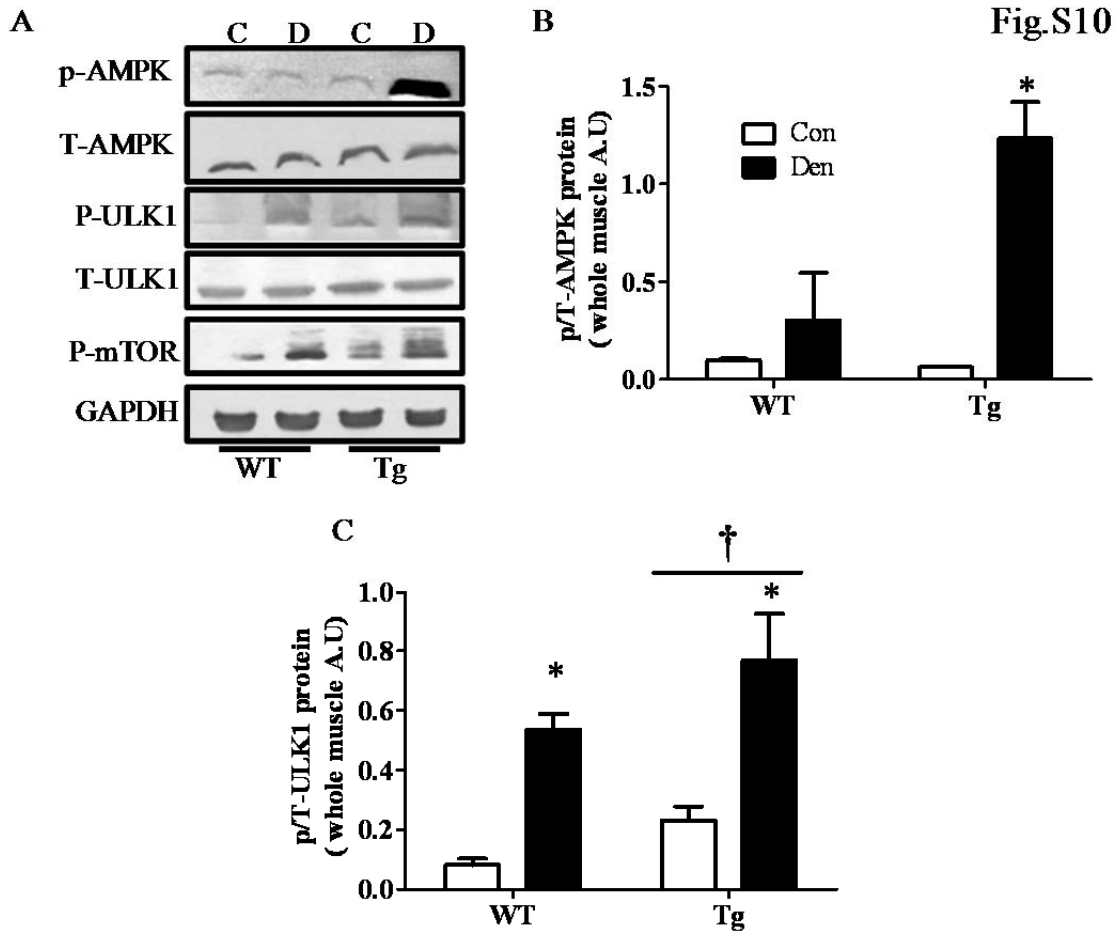 A
B
Fig.S10
C D C D
p-AMPK
T-AMPK
P-ULK1
T-ULK1
P-mTOR
GAPDH
WT Tg
p/T-AMPK protein
( whole muscle A.U)
1.5
1.0
0.5
0.0
Con
Den
*
WT Tg
C
p/T-ULK1 protein
( whole muscle A.U)
1.0
0.8
0.6
0.4
0.2
0.0
†
*
*
WT Tg